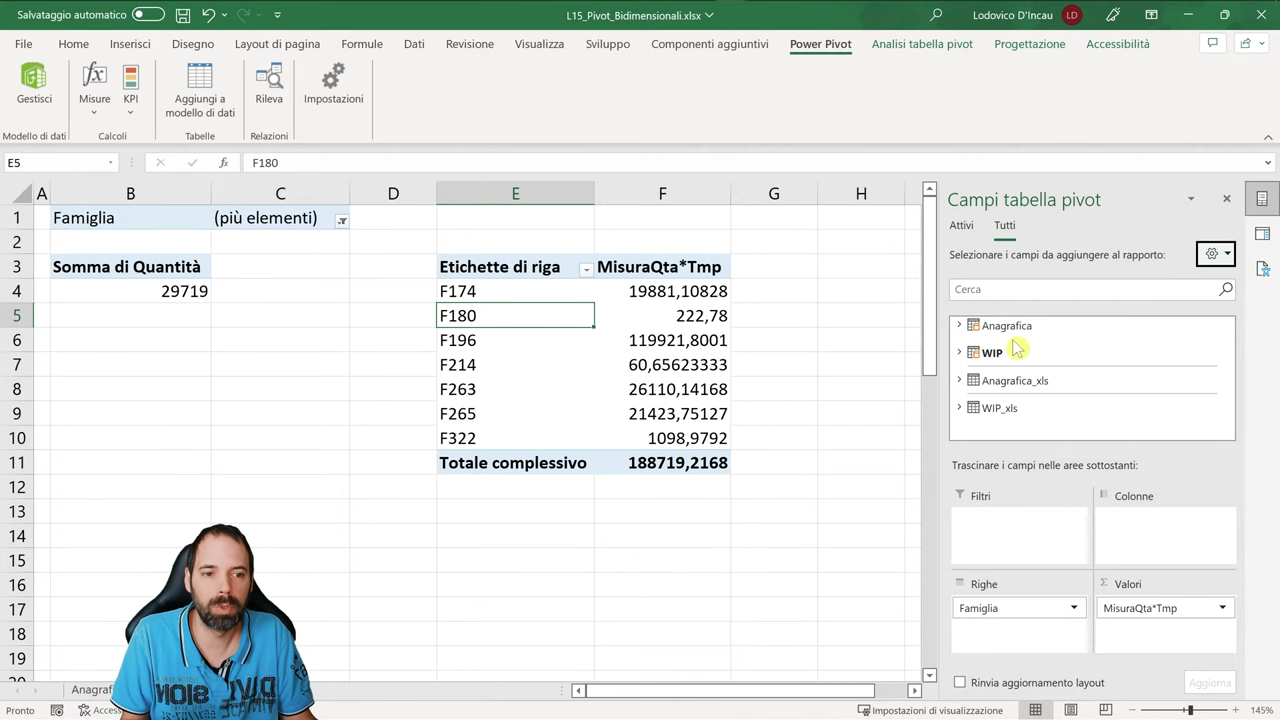 Salvataggio automatico
L15_Pivot_Bidimensionali.xlsx
Lodovico D'Incau
LD
File Home Inserisci Disegno Layout di pagina Formule Dati Revisione Visualizza Sviluppo Componenti aggiuntivi Power Pivot Analisi tabella pivot Progettazione Accessibilità
Gestisci
Misure
KPI
Aggiungi a
modello di dati
Rileva
Impostazioni
Modello di dati Calcoli Tabelle Relazioni
E5 fx F180
A B C D E F G H
1 Famiglia (più elementi)
2
3 Somma di Quantità Etichette di riga MisuraQta*Tmp
4 29719 F174 19881,10828
5 F180 222,78
6 F196 119921,8001
7 F214 60,65623333
8 F263 26110,14168
9 F265 21423,75127
10 F322 1098,9792
11 Totale complessivo 188719,2168
12
13
14
15
16
17
18
19
Campi tabella pivot
Attivi Tutti
Selezionare i campi da aggiungere al rapporto:
Cerca
Anagrafica
WIP
Anagrafica_xls
WIP_xls
Trascinare i campi nelle aree sottostanti:
Filtri Colonne
Righe Σ Valori
Famiglia MisuraQta*Tmp
Rinvia aggiornamento layout Aggiorna
Pronto
Impostazioni di visualizzazione
145%